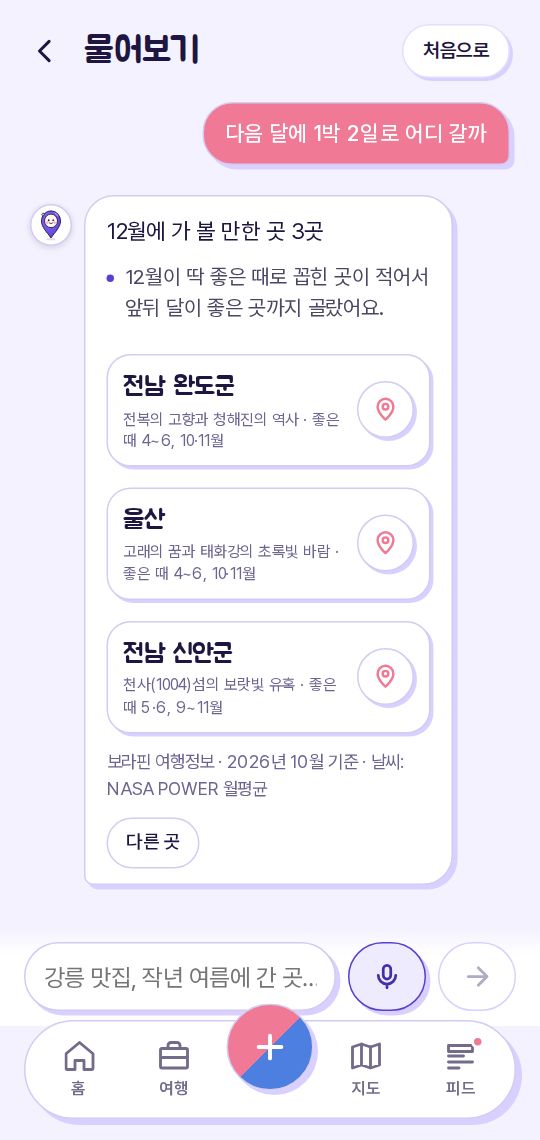 물어보기
처음으로
다음 달에 1박 2일로 어디 갈까
12월에 가 볼 만한 곳 3곳
12월이 딱 좋은 때로 꼽힌 곳이 적어서
앞뒤 달이 좋은 곳까지 골랐어요.
전남 완도군
전복의 고향과 청해진의 역사 · 좋은
때 4~6, 10·11월
울산
고래의 꿈과 태화강의 초록빛 바람 ·
좋은 때 4~6, 10·11월
전남 신안군
천사(1004)섬의 보랏빛 유혹 · 좋은
때 5·6, 9~11월
보라핀 여행정보 · 2026년 10월 기준 · 날씨:
NASA POWER 월평균
다른 곳
강릉 맛집, 작년 여름에 간 곳…
홈
여행
지도
피드